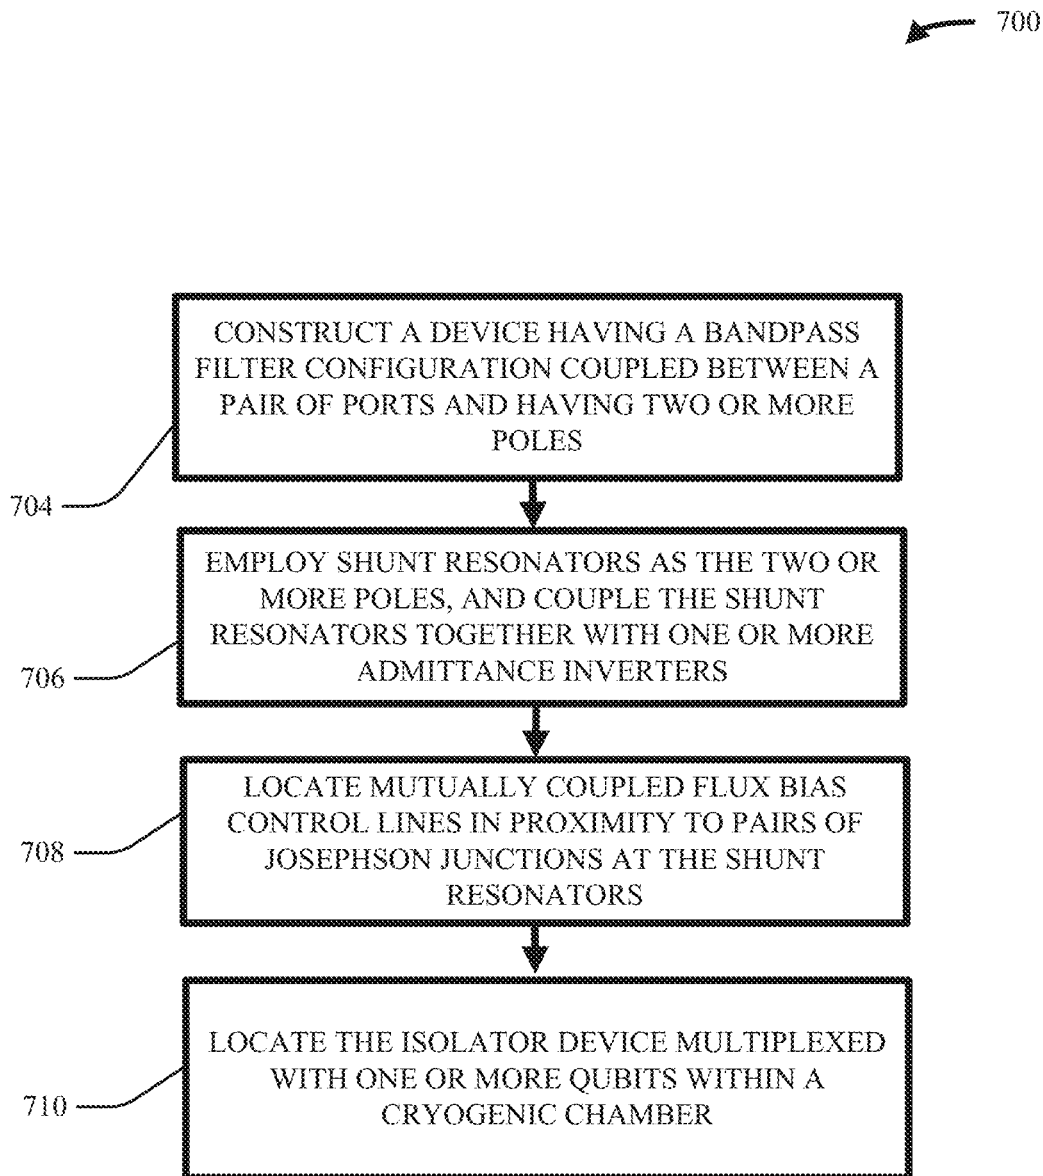 700
CONSTRUCT A DEVICE HAVING A BANDPASS
FILTER CONFIGURATION COUPLED BETWEEN A
PAIR OF PORTS AND HAVING TWO OR MORE
POLES
704
EMPLOY SHUNT RESONATORS AS THE TWO OR
MORE POLES, AND COUPLE THE SHUNT
RESONATORS TOGETHER WITH ONE OR MORE
ADMITTANCE INVERTERS
706
LOCATE MUTUALLY COUPLED FLUX BIAS
CONTROL LINES IN PROXIMITY TO PAIRS OF
JOSEPHSON JUNCTIONS AT THE SHUNT
RESONATORS
708
LOCATE THE ISOLATOR DEVICE MULTIPLEXED
WITH ONE OR MORE QUBITS WITHIN A
CRYOGENIC CHAMBER
710